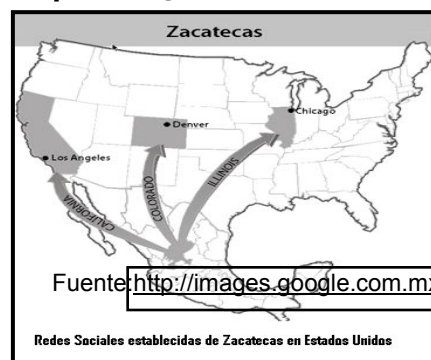 Zacatecas
Chicago
Denver
Los Angeles
ILLINOIS
COLORADO
CALIFORNIA
Fuente:http://images.google.com.mx
Redes Sociales establecidas de Zacatecas en Estados Unidos